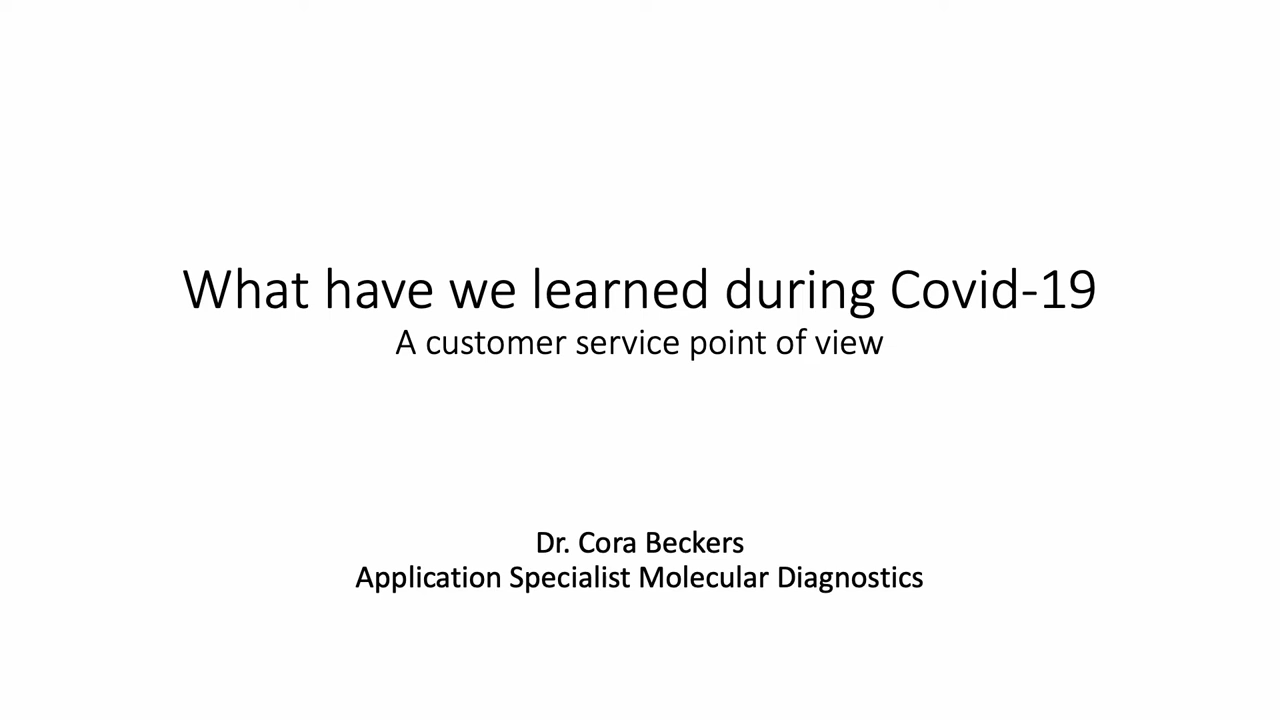 What have we learned during Covid-19
A customer service point of view
Dr. Cora Beckers
Application Specialist Molecular Diagnostics